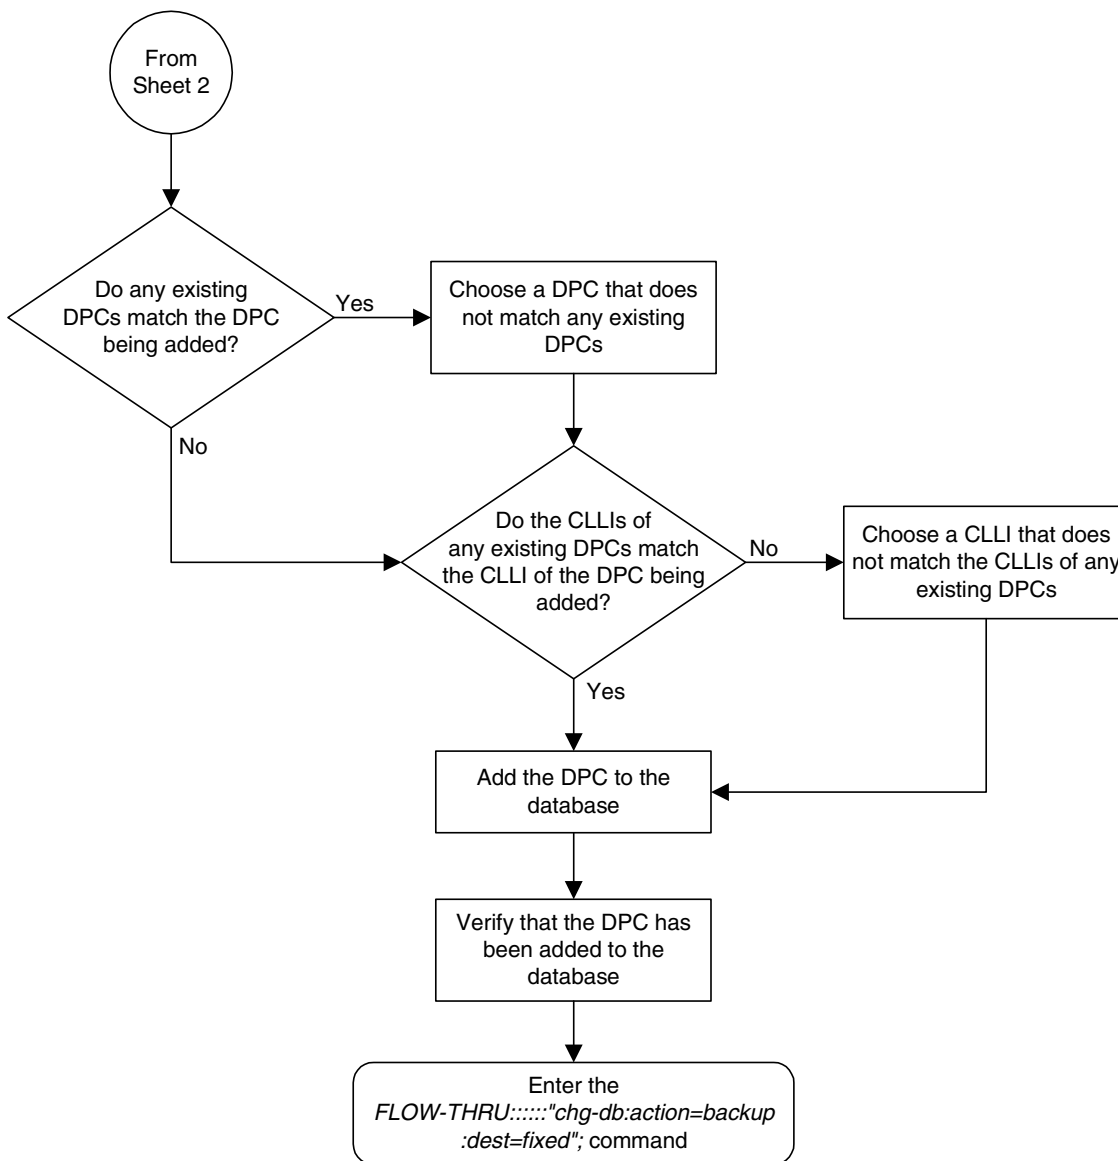 From
Sheet 2
Do any existing
DPCs match the DPC
being added?
Yes
Choose a DPC that does
not match any existing
DPCs
No
Do the CLLIs of
any existing DPCs match
the CLLI of the DPC being
added?
No
Choose a CLLI that does
not match the CLLIs of any
existing DPCs
Yes
Add the DPC to the
database
Verify that the DPC has
been added to the
database
Enter the
FLOW-THRU::::::"chg-db:action=backup
:dest=fixed"; command